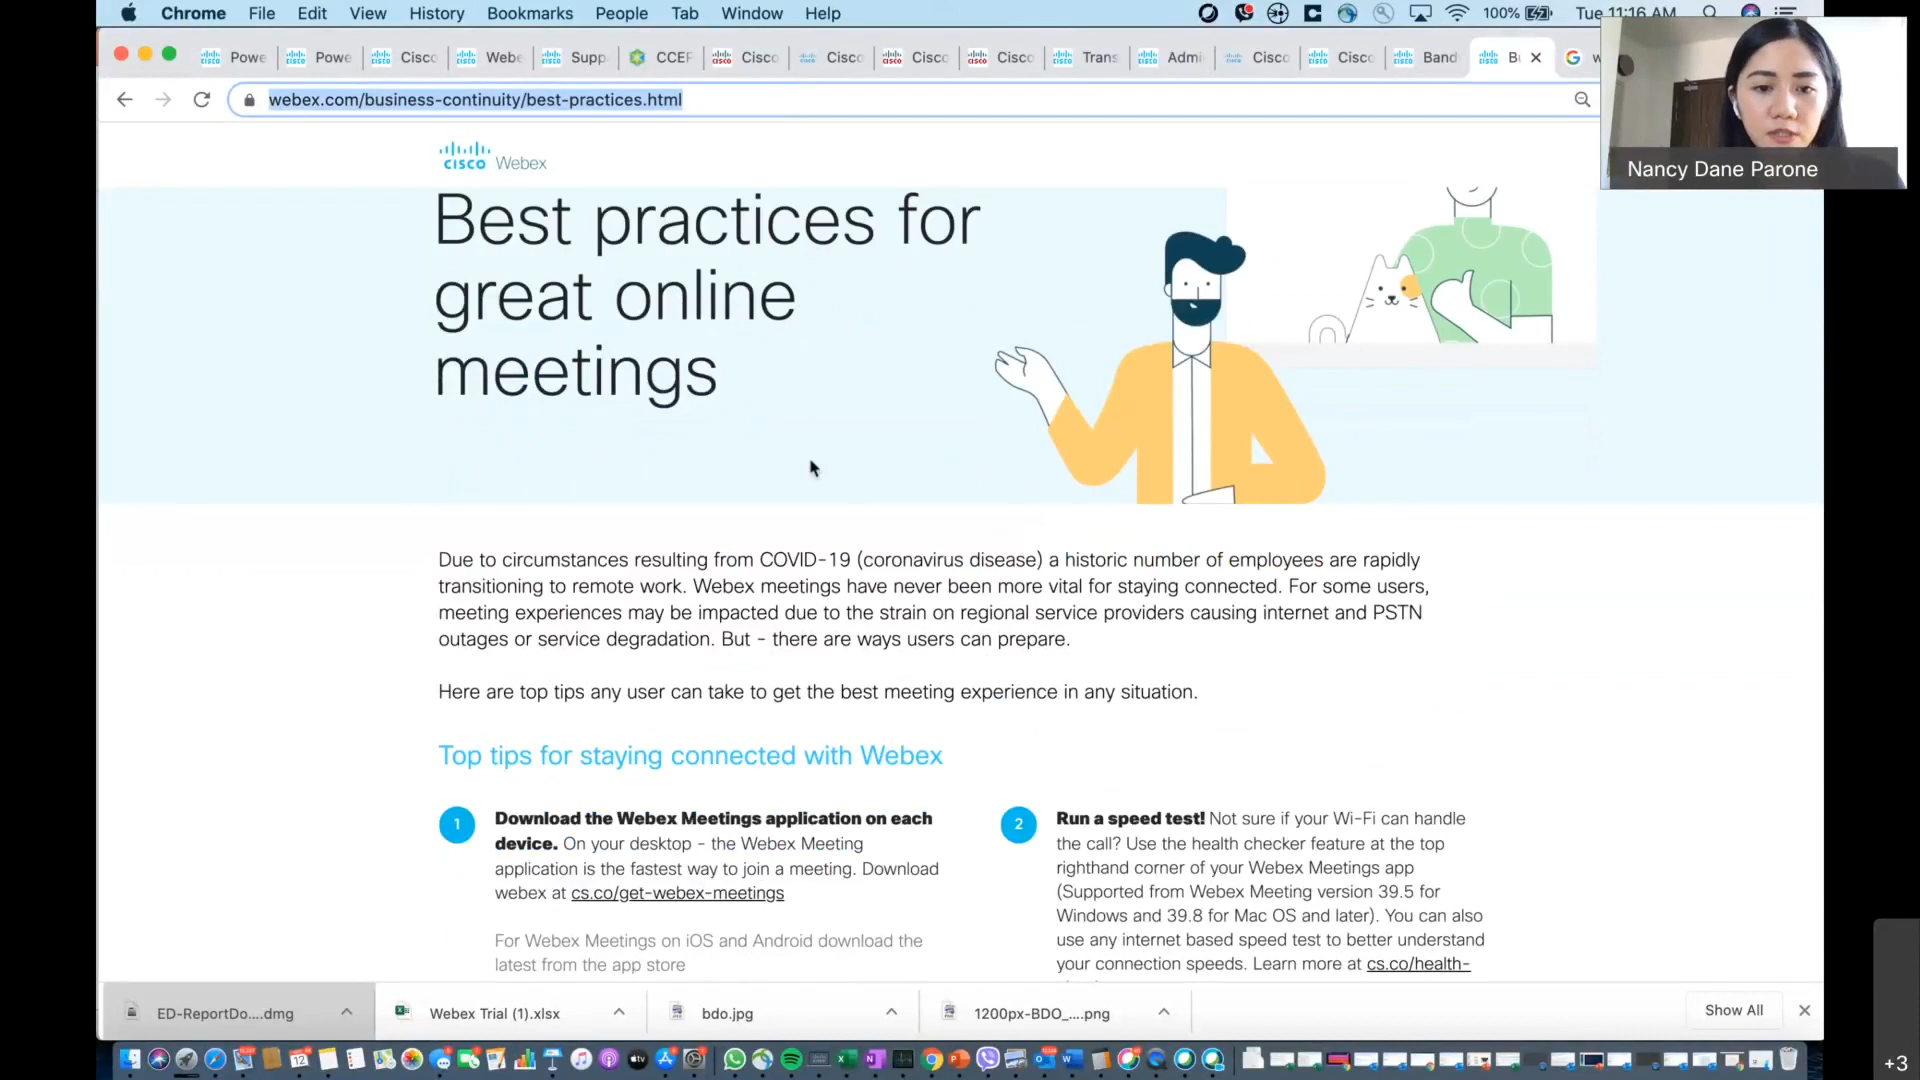 Chrome File Edit View History Bookmarks People Tab Window Help 100% Tue 11:16 AM
Powe Powe Cisco Webe Supp CCEF Cisco Cisco Cisco Cisco Trans Admi Cisco Cisco Band B
webex.com/business-continuity/best-practices.html
Nancy Dane Parone
CISCO Webex
Best practices for
great online
meetings
Due to circumstances resulting from COVID-19 (coronavirus disease) a historic number of employees are rapidly
transitioning to remote work. Webex meetings have never been more vital for staying connected. For some users,
meeting experiences may be impacted due to the strain on regional service providers causing internet and PSTN
outages or service degradation. But - there are ways users can prepare.
Here are top tips any user can take to get the best meeting experience in any situation.
Top tips for staying connected with Webex
1
Download the Webex Meetings application on each
device. On your desktop - the Webex Meeting
application is the fastest way to join a meeting. Download
webex at cs.co/get-webex-meetings
For Webex Meetings on iOS and Android download the
latest from the app store
2
Run a speed test! Not sure if your Wi-Fi can handle
the call? Use the health checker feature at the top
righthand corner of your Webex Meetings app
(Supported from Webex Meeting version 39.5 for
Windows and 39.8 for Mac OS and later). You can also
use any internet based speed test to better understand
your connection speeds. Learn more at cs.co/health-
ED-ReportDo....dmg Webex Trial (1).xlsx bdo.jpg 1200px-BDO_....png Show All
+3